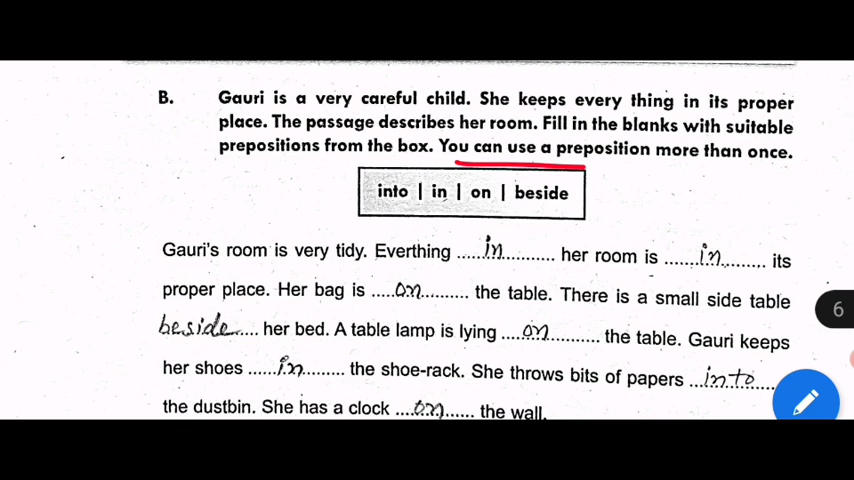 B. Gauri is a very careful child. She keeps every thing in its proper
place. The passage describes her room. Fill in the blanks with suitable
prepositions from the box. You can use a preposition more than once.
into | in | on | beside
Gauri's room is very tidy. Everthing ......in........... her room is ......in......... its
proper place. Her bag is .....on......... the table. There is a small side table
beside.... her bed. A table lamp is lying ....on........... the table. Gauri keeps
6
her shoes ......in......... the shoe-rack. She throws bits of papers ...into....
the dustbin. She has a clock ....on...... the wall.